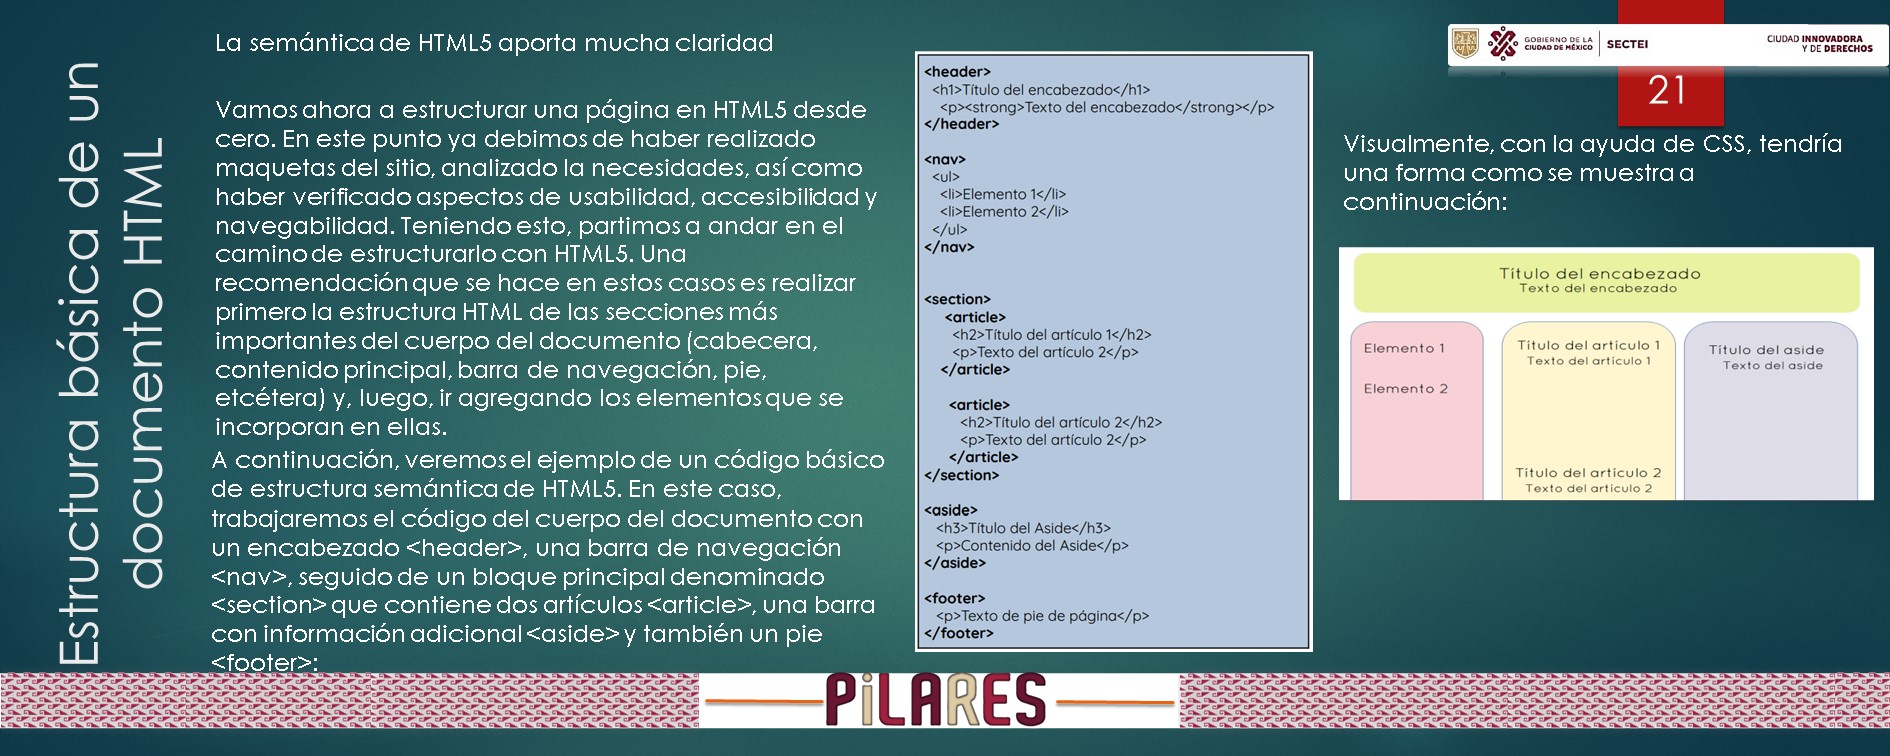 Estructura básica de un
documento HTML
La semántica de HTML5 aporta mucha claridad
Vamos ahora a estructurar una página en HTML5 desde
cero. En este punto ya debimos de haber realizado
maquetas del sitio, analizado la necesidades, así como
haber verificado aspectos de usabilidad, accesibilidad y
navegabilidad. Teniendo esto, partimos a andar en el
camino de estructurarlo con HTML5. Una
recomendación que se hace en estos casos es realizar
primero la estructura HTML de las secciones más
importantes del cuerpo del documento (cabecera,
contenido principal, barra de navegación, pie,
etcétera) y, luego, ir agregando los elementos que se
incorporan en ellas.
A continuación, veremos el ejemplo de un código básico
de estructura semántica de HTML5. En este caso,
trabajaremos el código del cuerpo del documento con
un encabezado <header>, una barra de navegación
<nav>, seguido de un bloque principal denominado
<section> que contiene dos artículos <article>, una barra
con información adicional <aside> y también un pie
<footer>:
<header>
<h1>Título del encabezado</h1>
<p><strong>Texto del encabezado</strong></p>
</header>
<nav>
<ul>
<li>Elemento 1</li>
<li>Elemento 2</li>
</ul>
</nav>
<section>
<article>
<h2>Título del artículo 1</h2>
<p>Texto del artículo 2</p>
</article>
<article>
<h2>Título del artículo 2</h2>
<p>Texto del artículo 2</p>
</article>
</section>
<aside>
<h3>Título del Aside</h3>
<p>Contenido del Aside</p>
</aside>
<footer>
<p>Texto de pie de página</p>
</footer>
GOBIERNO DE LA
CIUDAD DE MÉXICO
SECTEI
CIUDAD INNOVADORA
Y DE DERECHOS
21
Visualmente, con la ayuda de CSS, tendría
una forma como se muestra a
continuación:
Título del encabezado
Texto del encabezado
Elemento 1
Elemento 2
Título del artículo 1
Texto del artículo 1
Título del artículo 2
Texto del artículo 2
Título del aside
Texto del aside
PiLARES